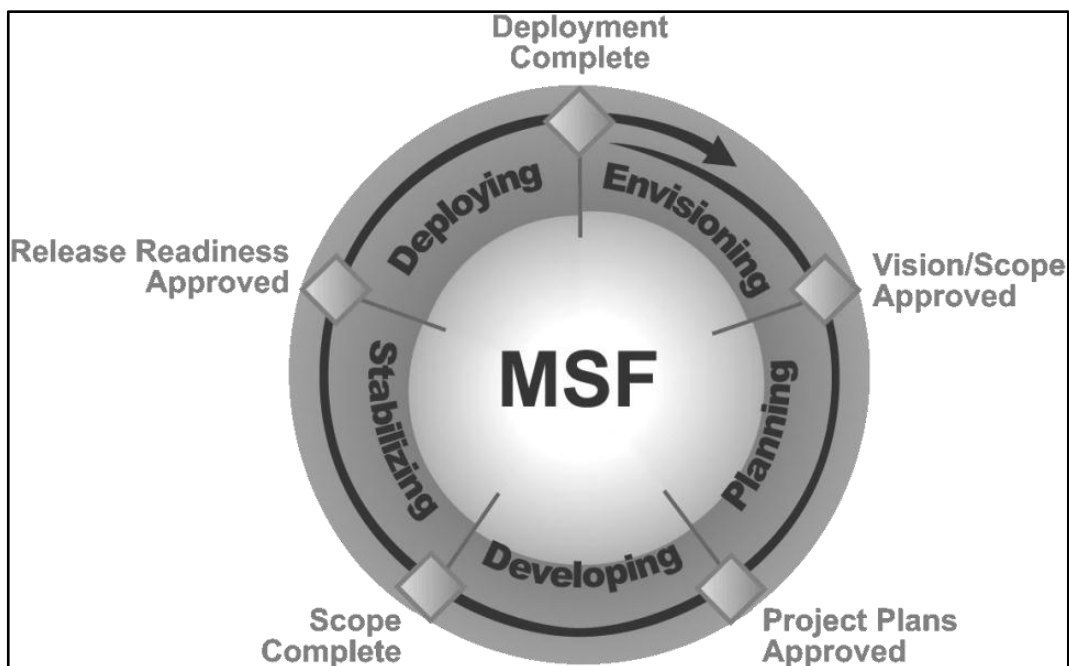 Deployment
Complete
Envisioning
Vision/Scope
Approved
Planning
Project Plans
Approved
Developing
Scope
Complete
Stabilizing
Release Readiness
Approved
Deploying
MSF